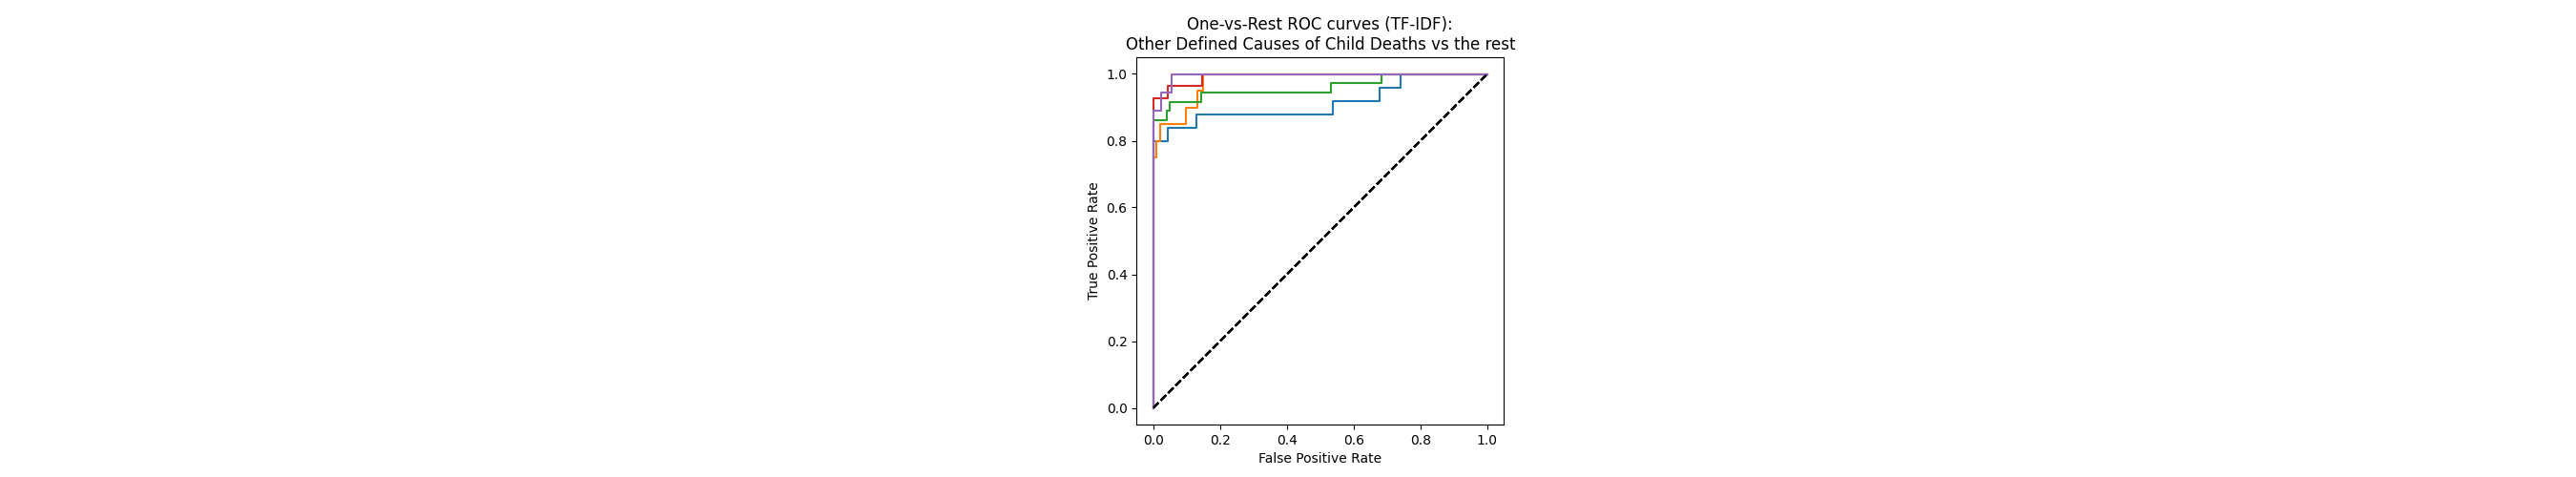 One-vs-Rest ROC curves (TF-IDF):
Other Defined Causes of Child Deaths vs the rest
1.0
0.8
0.6
0.4
0.2
0.0
True Positive Rate
0.0 0.2 0.4 0.6 0.8 1.0
False Positive Rate